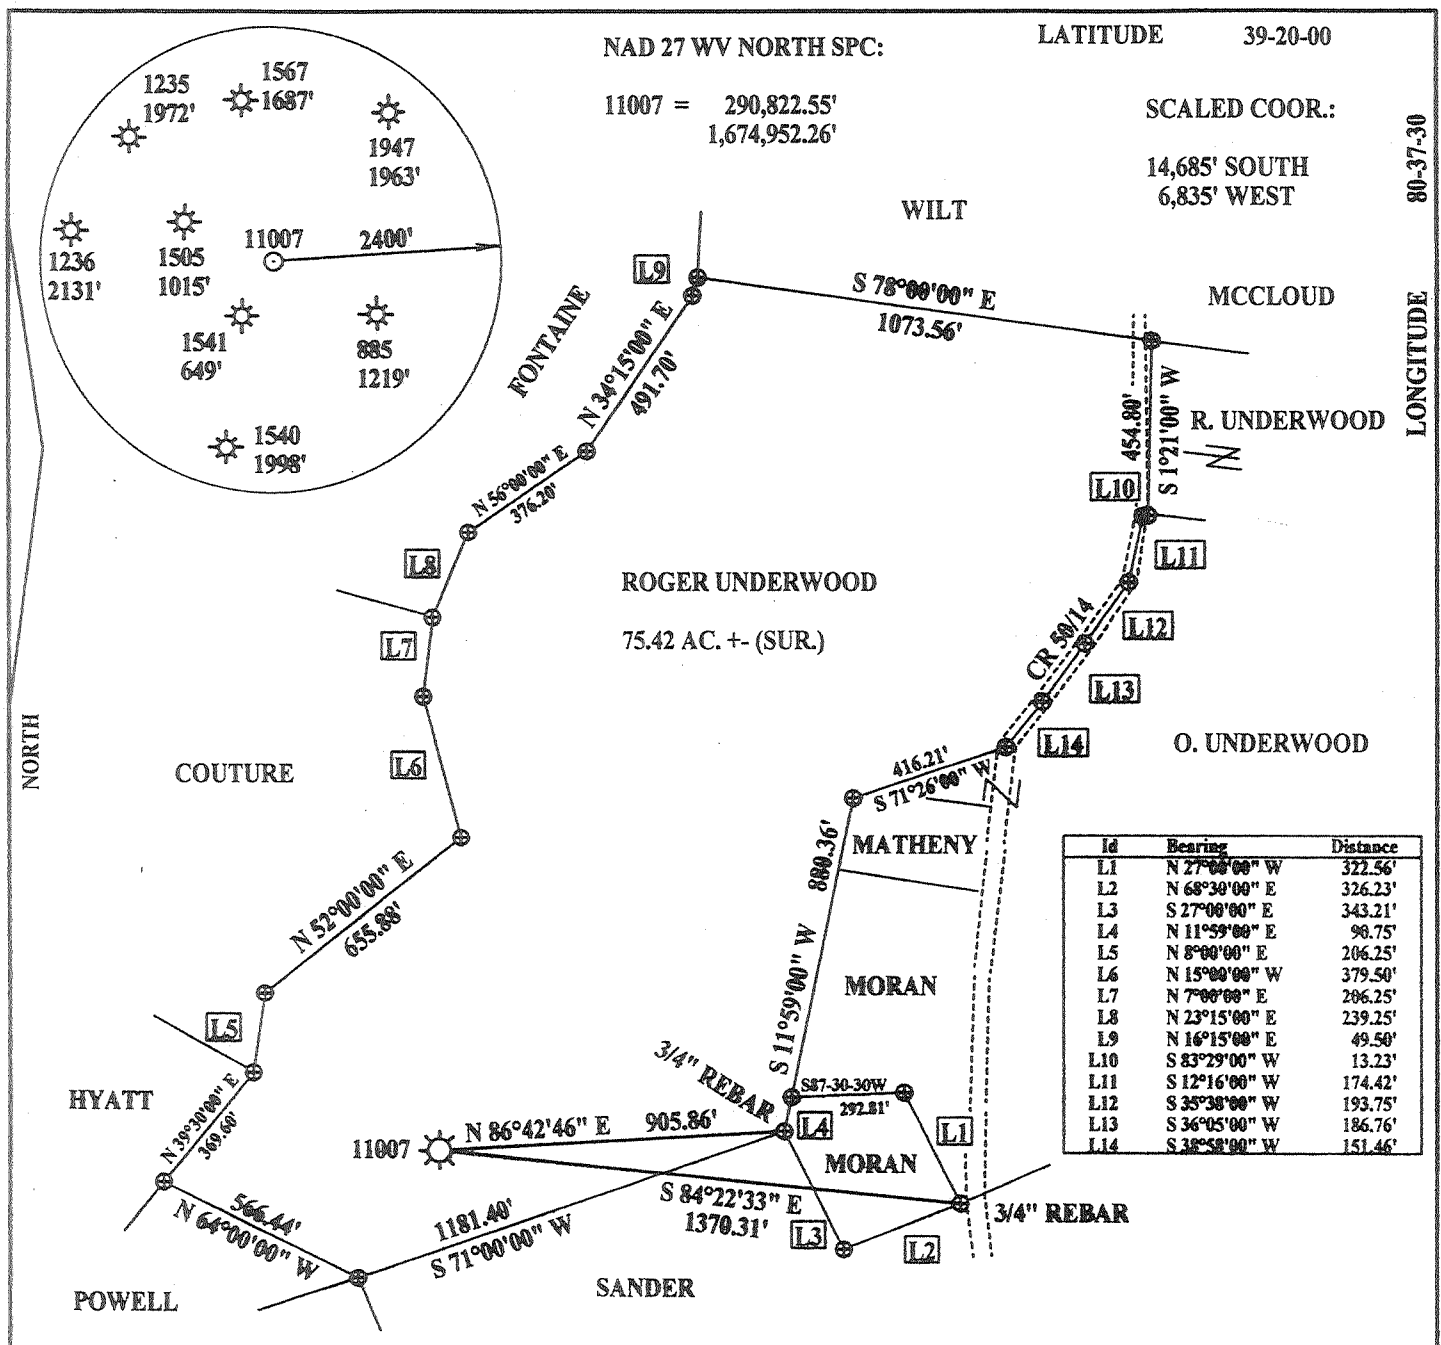 NAD 27 WV NORTH SPC:
11007 = 290,822.55'
1,674,952.26'
LATITUDE 39-20-00
SCALED COOR.:
14,685' SOUTH
6,835' WEST
80-37-30
LONGITUDE
1235
1972'
1567
1687'
1947
1963'
1236
2131'
1505
1015'
11007
2400'
1541
649'
885
1219'
1540
1998'
WILT
L9
S 78°00'00" E
1073.56'
MCCLOUD
FONTAINE
N 34°15'00" E
491.70'
454.80'
S 1°21'00" W
R. UNDERWOOD
N
N 56°00'00" E
376.20'
L10
L11
L8
ROGER UNDERWOOD
75.42 AC. +- (SUR.)
L7
CR 50/14
L12
L13
L14
O. UNDERWOOD
NORTH
COUTURE
L6
416.21'
S 71°26'00" W
880.36'
S 11°59'00" W
MATHENY
MORAN
N 52°00'00" E
655.88'
Id Bearing Distance
L1 N 27°00'00" W 322.56'
L2 N 68°30'00" E 326.23'
L3 S 27°00'00" E 343.21'
L4 N 11°59'00" E 90.75'
L5 N 8°00'00" E 206.25'
L6 N 15°00'00" W 379.50'
L7 N 7°00'00" E 206.25'
L8 N 23°15'00" E 239.25'
L9 N 16°15'00" E 49.50'
L10 S 83°29'00" W 13.23'
L11 S 12°16'00" W 174.42'
L12 S 35°38'00" W 193.75'
L13 S 36°05'00" W 186.76'
L14 S 38°58'00" W 151.46'
L5
HYATT
N 39°30'00" E
369.60'
3/4" REBAR
S87-30-30W
292.81'
11007
N 86°42'46" E 905.86'
L4
L1
MORAN
S 84°22'33" E
1370.31'
3/4" REBAR
L3
L2
566.44'
N 64°00'00" W
1181.40'
S 71°00'00" W
POWELL
SANDER